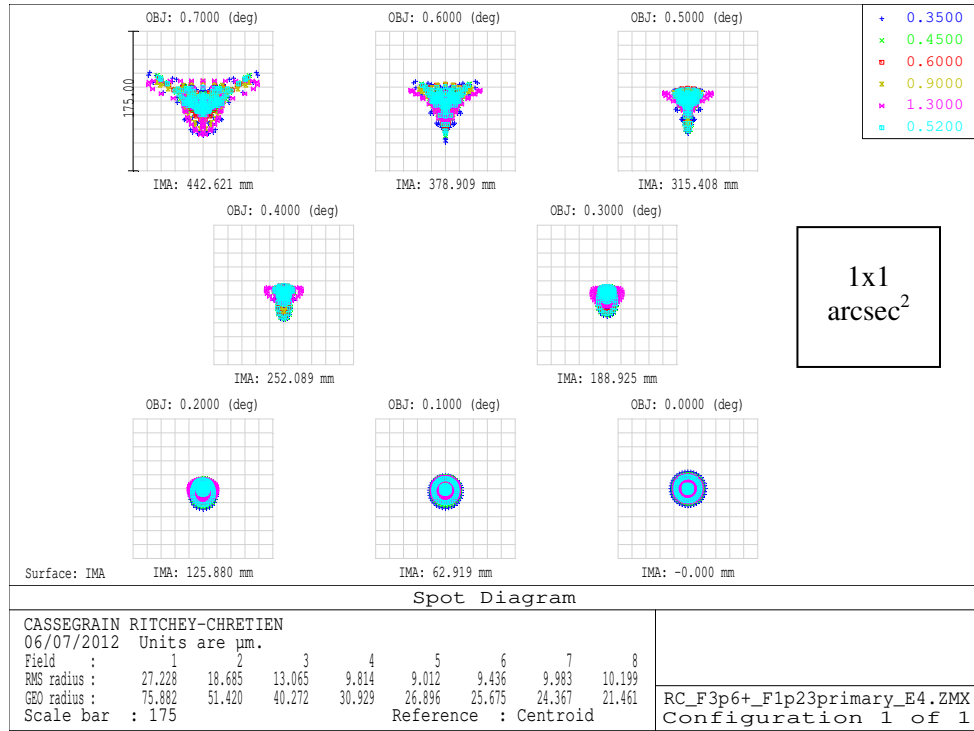 OBJ: 0.7000 (deg)
OBJ: 0.6000 (deg)
OBJ: 0.5000 (deg)
+ 0.3500
× 0.4500
0.6000
0.9000
× 1.3000
0.5200
175.00
IMA: 442.621 mm
IMA: 378.909 mm
IMA: 315.408 mm
OBJ: 0.4000 (deg)
OBJ: 0.3000 (deg)
1x1
arcsec²
IMA: 252.089 mm
IMA: 188.925 mm
OBJ: 0.2000 (deg)
OBJ: 0.1000 (deg)
OBJ: 0.0000 (deg)
Surface: IMA
IMA: 125.880 mm
IMA: 62.919 mm
IMA: -0.000 mm
Spot Diagram
CASSEGRAIN RITCHEY-CHRETIEN
06/07/2012 Units are µm.
Field : 1 2 3 4 5 6 7 8
RMS radius : 27.228 18.685 13.065 9.814 9.012 9.436 9.983 10.199
GEO radius : 75.882 51.420 40.272 30.929 26.896 25.675 24.367 21.461
Scale bar : 175 Reference : Centroid
RC_F3p6+_F1p23primary_E4.ZMX
Configuration 1 of 1